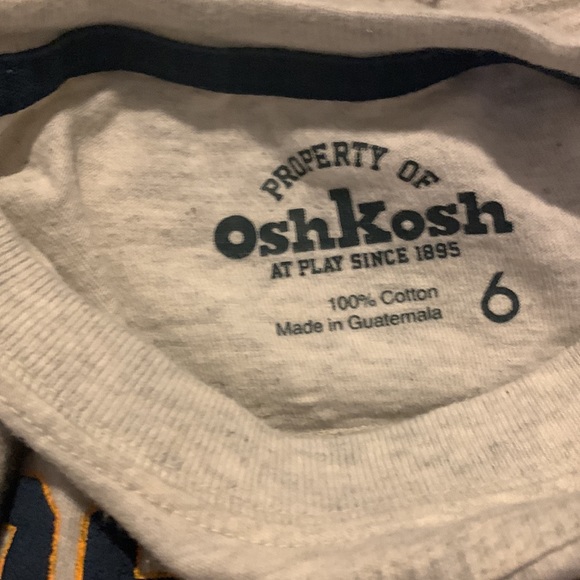 PROPERTY OF
OshKosh
AT PLAY SINCE 1895
100% Cotton
Made in Guatemala
6